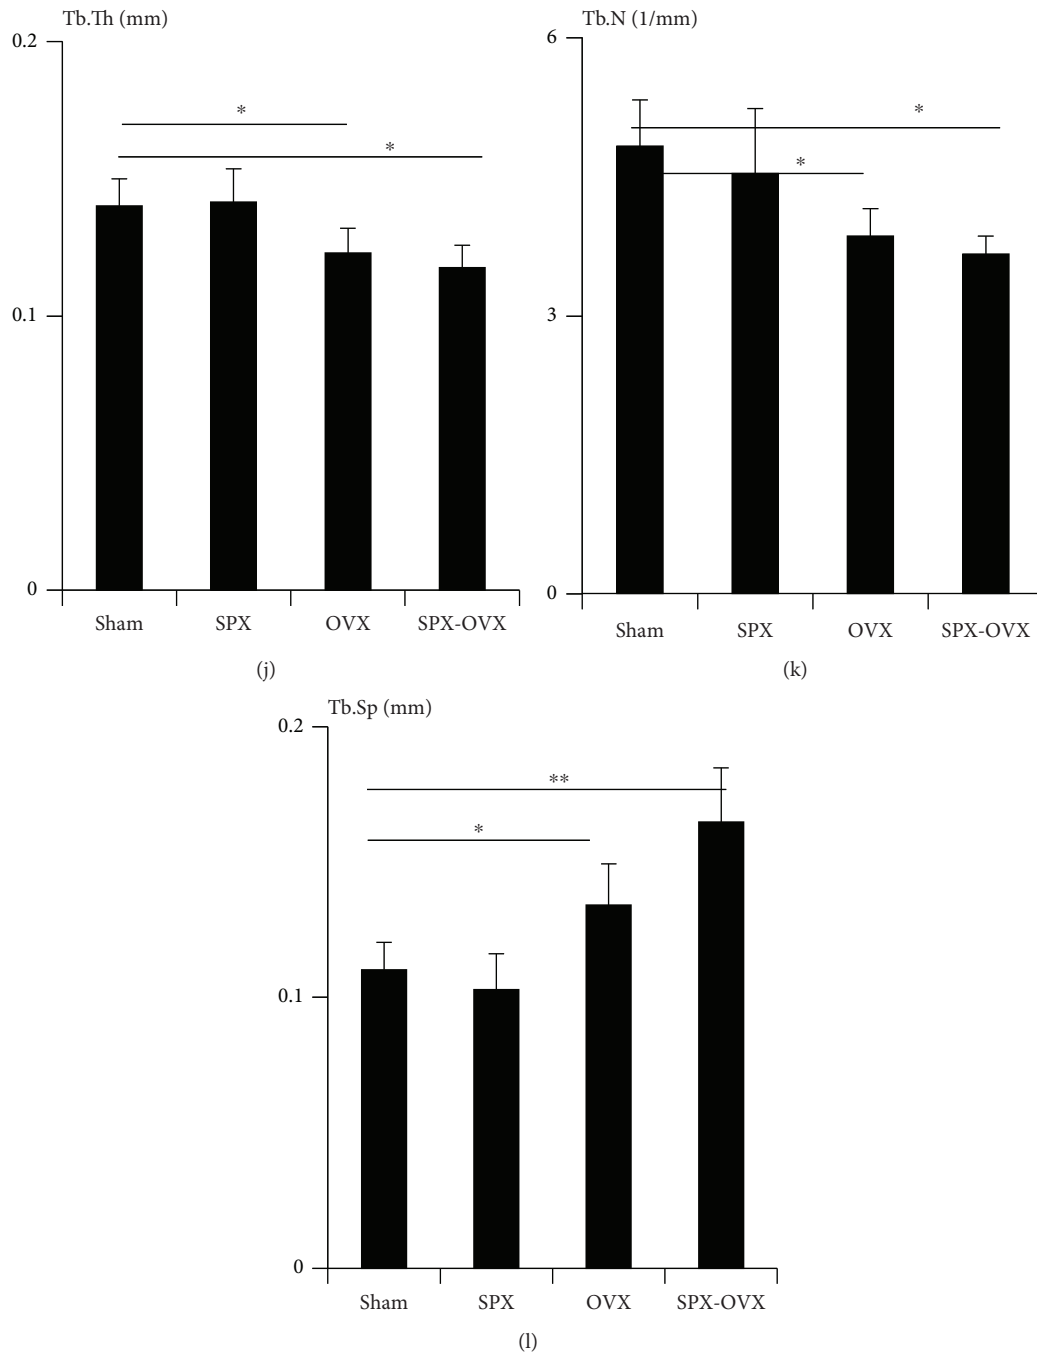 Tb.Th (mm)
0.2
*
*
0.1
0
Sham SPX OVX SPX-OVX
(j)
Tb.N (1/mm)
6
*
*
3
0
Sham SPX OVX SPX-OVX
(k)
Tb.Sp (mm)
0.2
**
*
0.1
0
Sham SPX OVX SPX-OVX
(l)